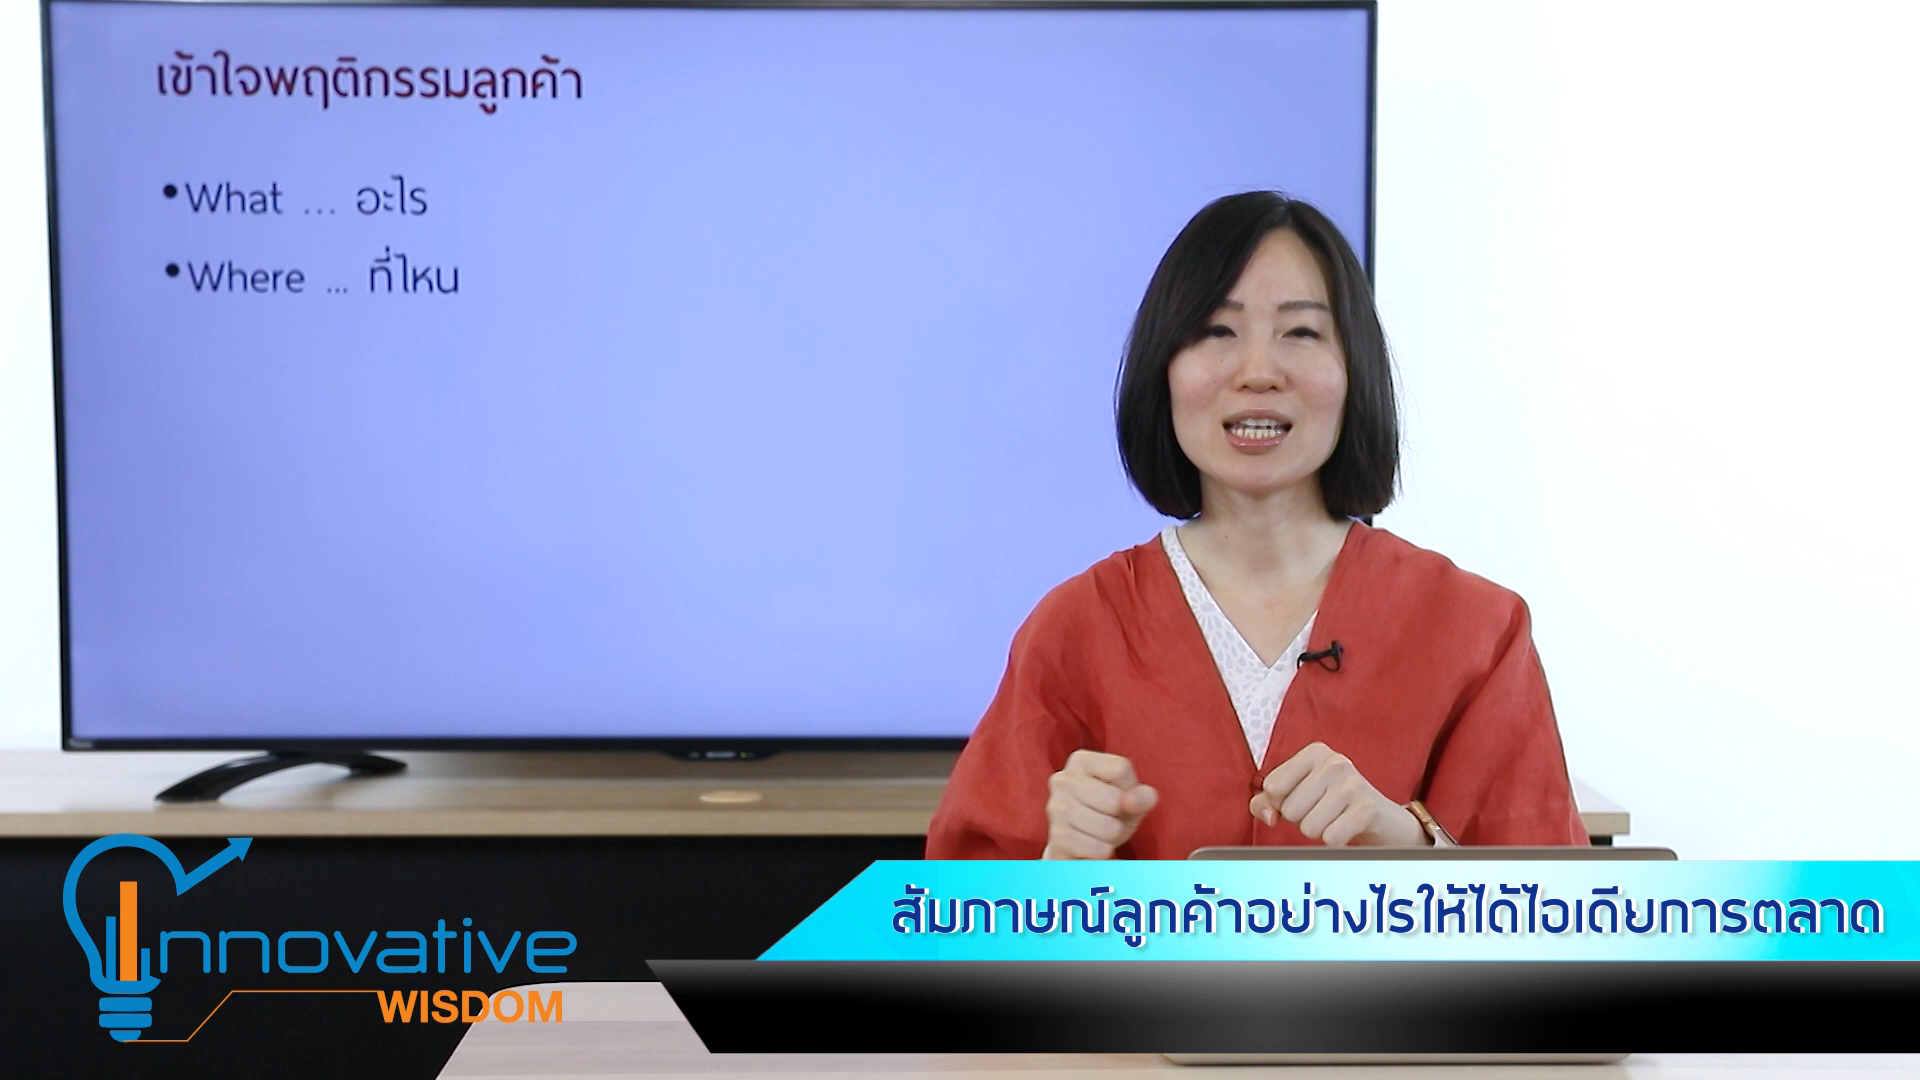 เข้าใจพฤติกรรมลูกค้า
•What ... อะไร
•Where ... ที่ไหน
สัมภาษณ์ลูกค้าอย่างไรให้ได้ไอเดียการตลาด
innovative
WISDOM